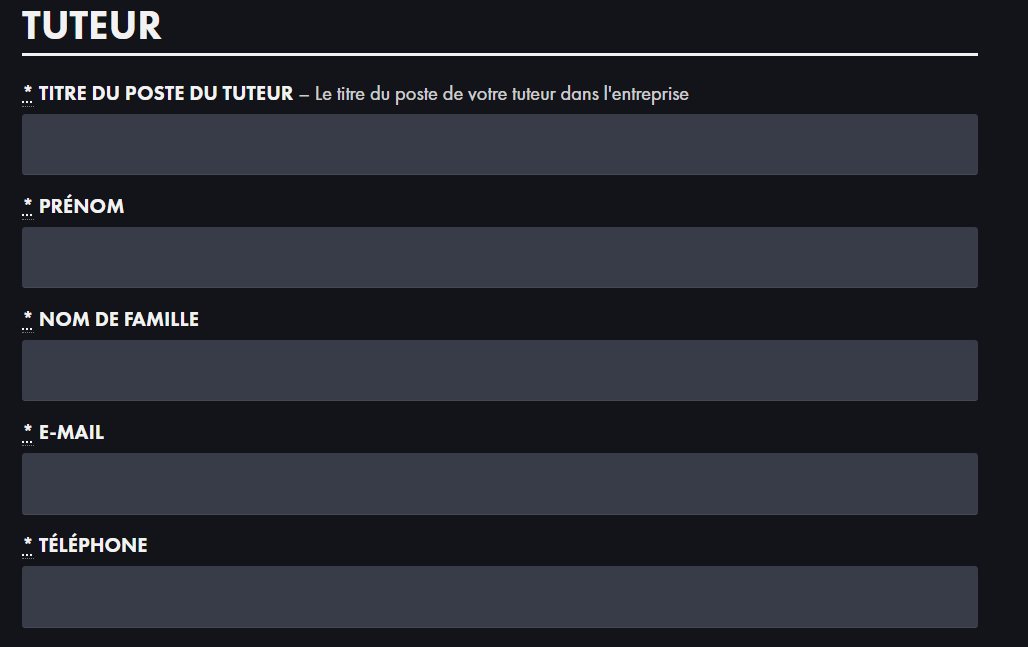 TUTEUR
* TITRE DU POSTE DU TUTEUR – Le titre du poste de votre tuteur dans l'entreprise
* PRÉNOM
* NOM DE FAMILLE
* E-MAIL
* TÉLÉPHONE